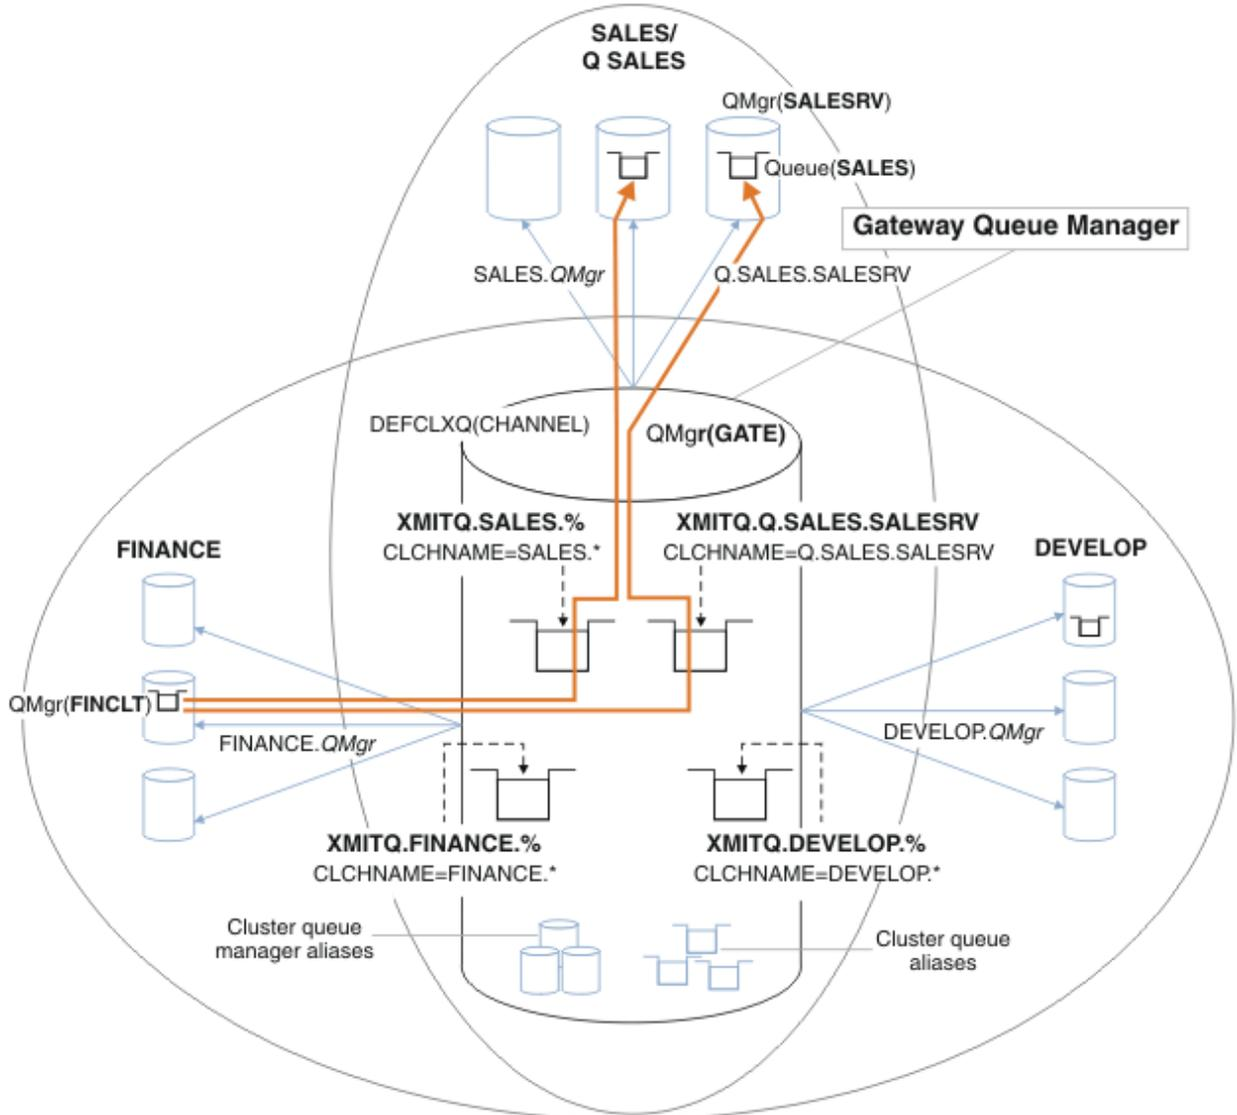 SALES/
Q SALES
QMgr(SALESRV)
Queue(SALES)
Gateway Queue Manager
SALES.QMgr
Q.SALES.SALESRV
DEFCLXQ(CHANNEL)
QMgr(GATE)
XMITQ.SALES.%
CLCHNAME=SALES.*
XMITQ.Q.SALES.SALESRV
CLCHNAME=Q.SALES.SALESRV
FINANCE
DEVELOP
QMgr(FINCLT)
FINANCE.QMgr
DEVELOP.QMgr
XMITQ.FINANCE.%
CLCHNAME=FINANCE.*
XMITQ.DEVELOP.%
CLCHNAME=DEVELOP.*
Cluster queue
manager aliases
Cluster queue
aliases